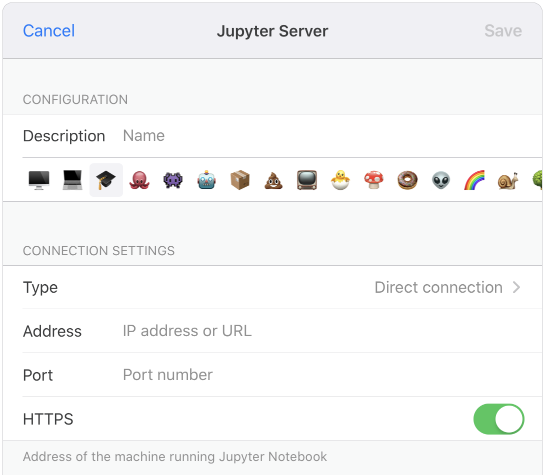 Cancel Jupyter Server Save
CONFIGURATION
Description Name
CONNECTION SETTINGS
Type Direct connection
Address IP address or URL
Port Port number
HTTPS
Address of the machine running Jupyter Notebook